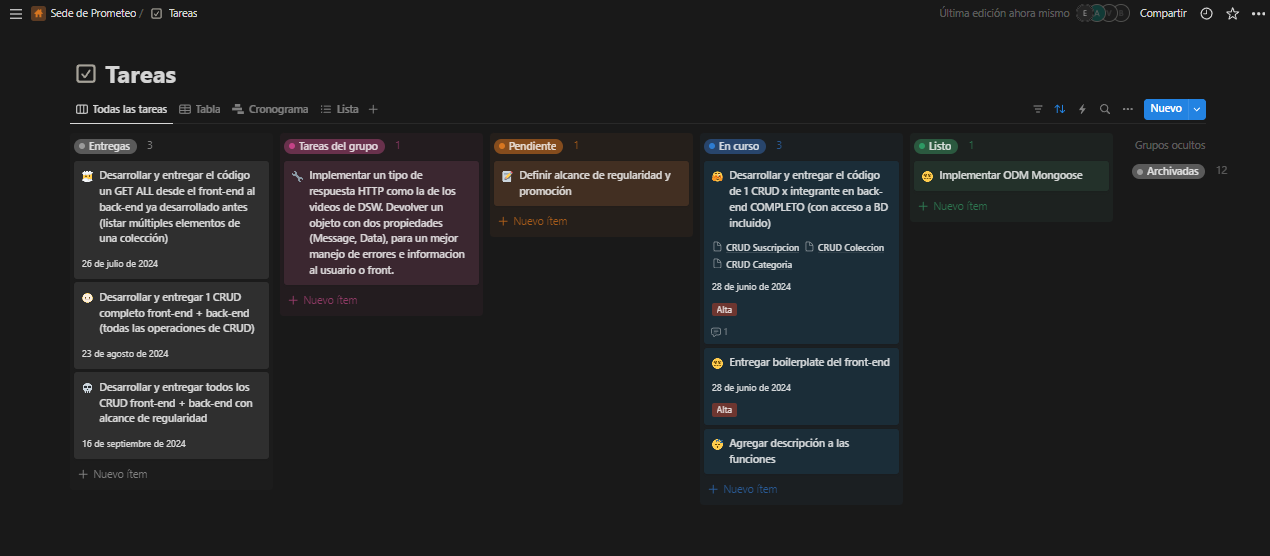 Sede de Prometeo / Tareas
Última edición ahora mismo
Compartir
Tareas
Todas las tareas
Tabla
Cronograma
Lista
Nuevo
Entregas 3
Desarrollar y entregar el código
un GET ALL desde el front-end al
back-end ya desarrollado antes
(listar múltiples elementos de
una colección)
26 de julio de 2024
Desarrollar y entregar 1 CRUD
completo front-end + back-end
(todas las operaciones de CRUD)
23 de agosto de 2024
Desarrollar y entregar todos los
CRUD front-end + back-end con
alcance de regularidad
16 de septiembre de 2024
+ Nuevo ítem
Tareas del grupo 1
Implementar un tipo de
respuesta HTTP como la de los
videos de DSW. Devolver un
objeto con dos propiedades
(Message, Data), para un mejor
manejo de errores e informacion
al usuario o front.
+ Nuevo ítem
Pendiente 1
Definir alcance de regularidad y
promoción
+ Nuevo ítem
En curso 3
Desarrollar y entregar el código
de 1 CRUD x integrante en back-
end COMPLETO (con acceso a BD
incluido)
CRUD Suscripcion CRUD Coleccion
CRUD Categoria
28 de junio de 2024
Alta
1
Entregar boilerplate del front-end
28 de junio de 2024
Alta
Agregar descripción a las
funciones
+ Nuevo ítem
Listo 1
Implementar ODM Mongoose
+ Nuevo ítem
Grupos ocultos
Archivadas 12